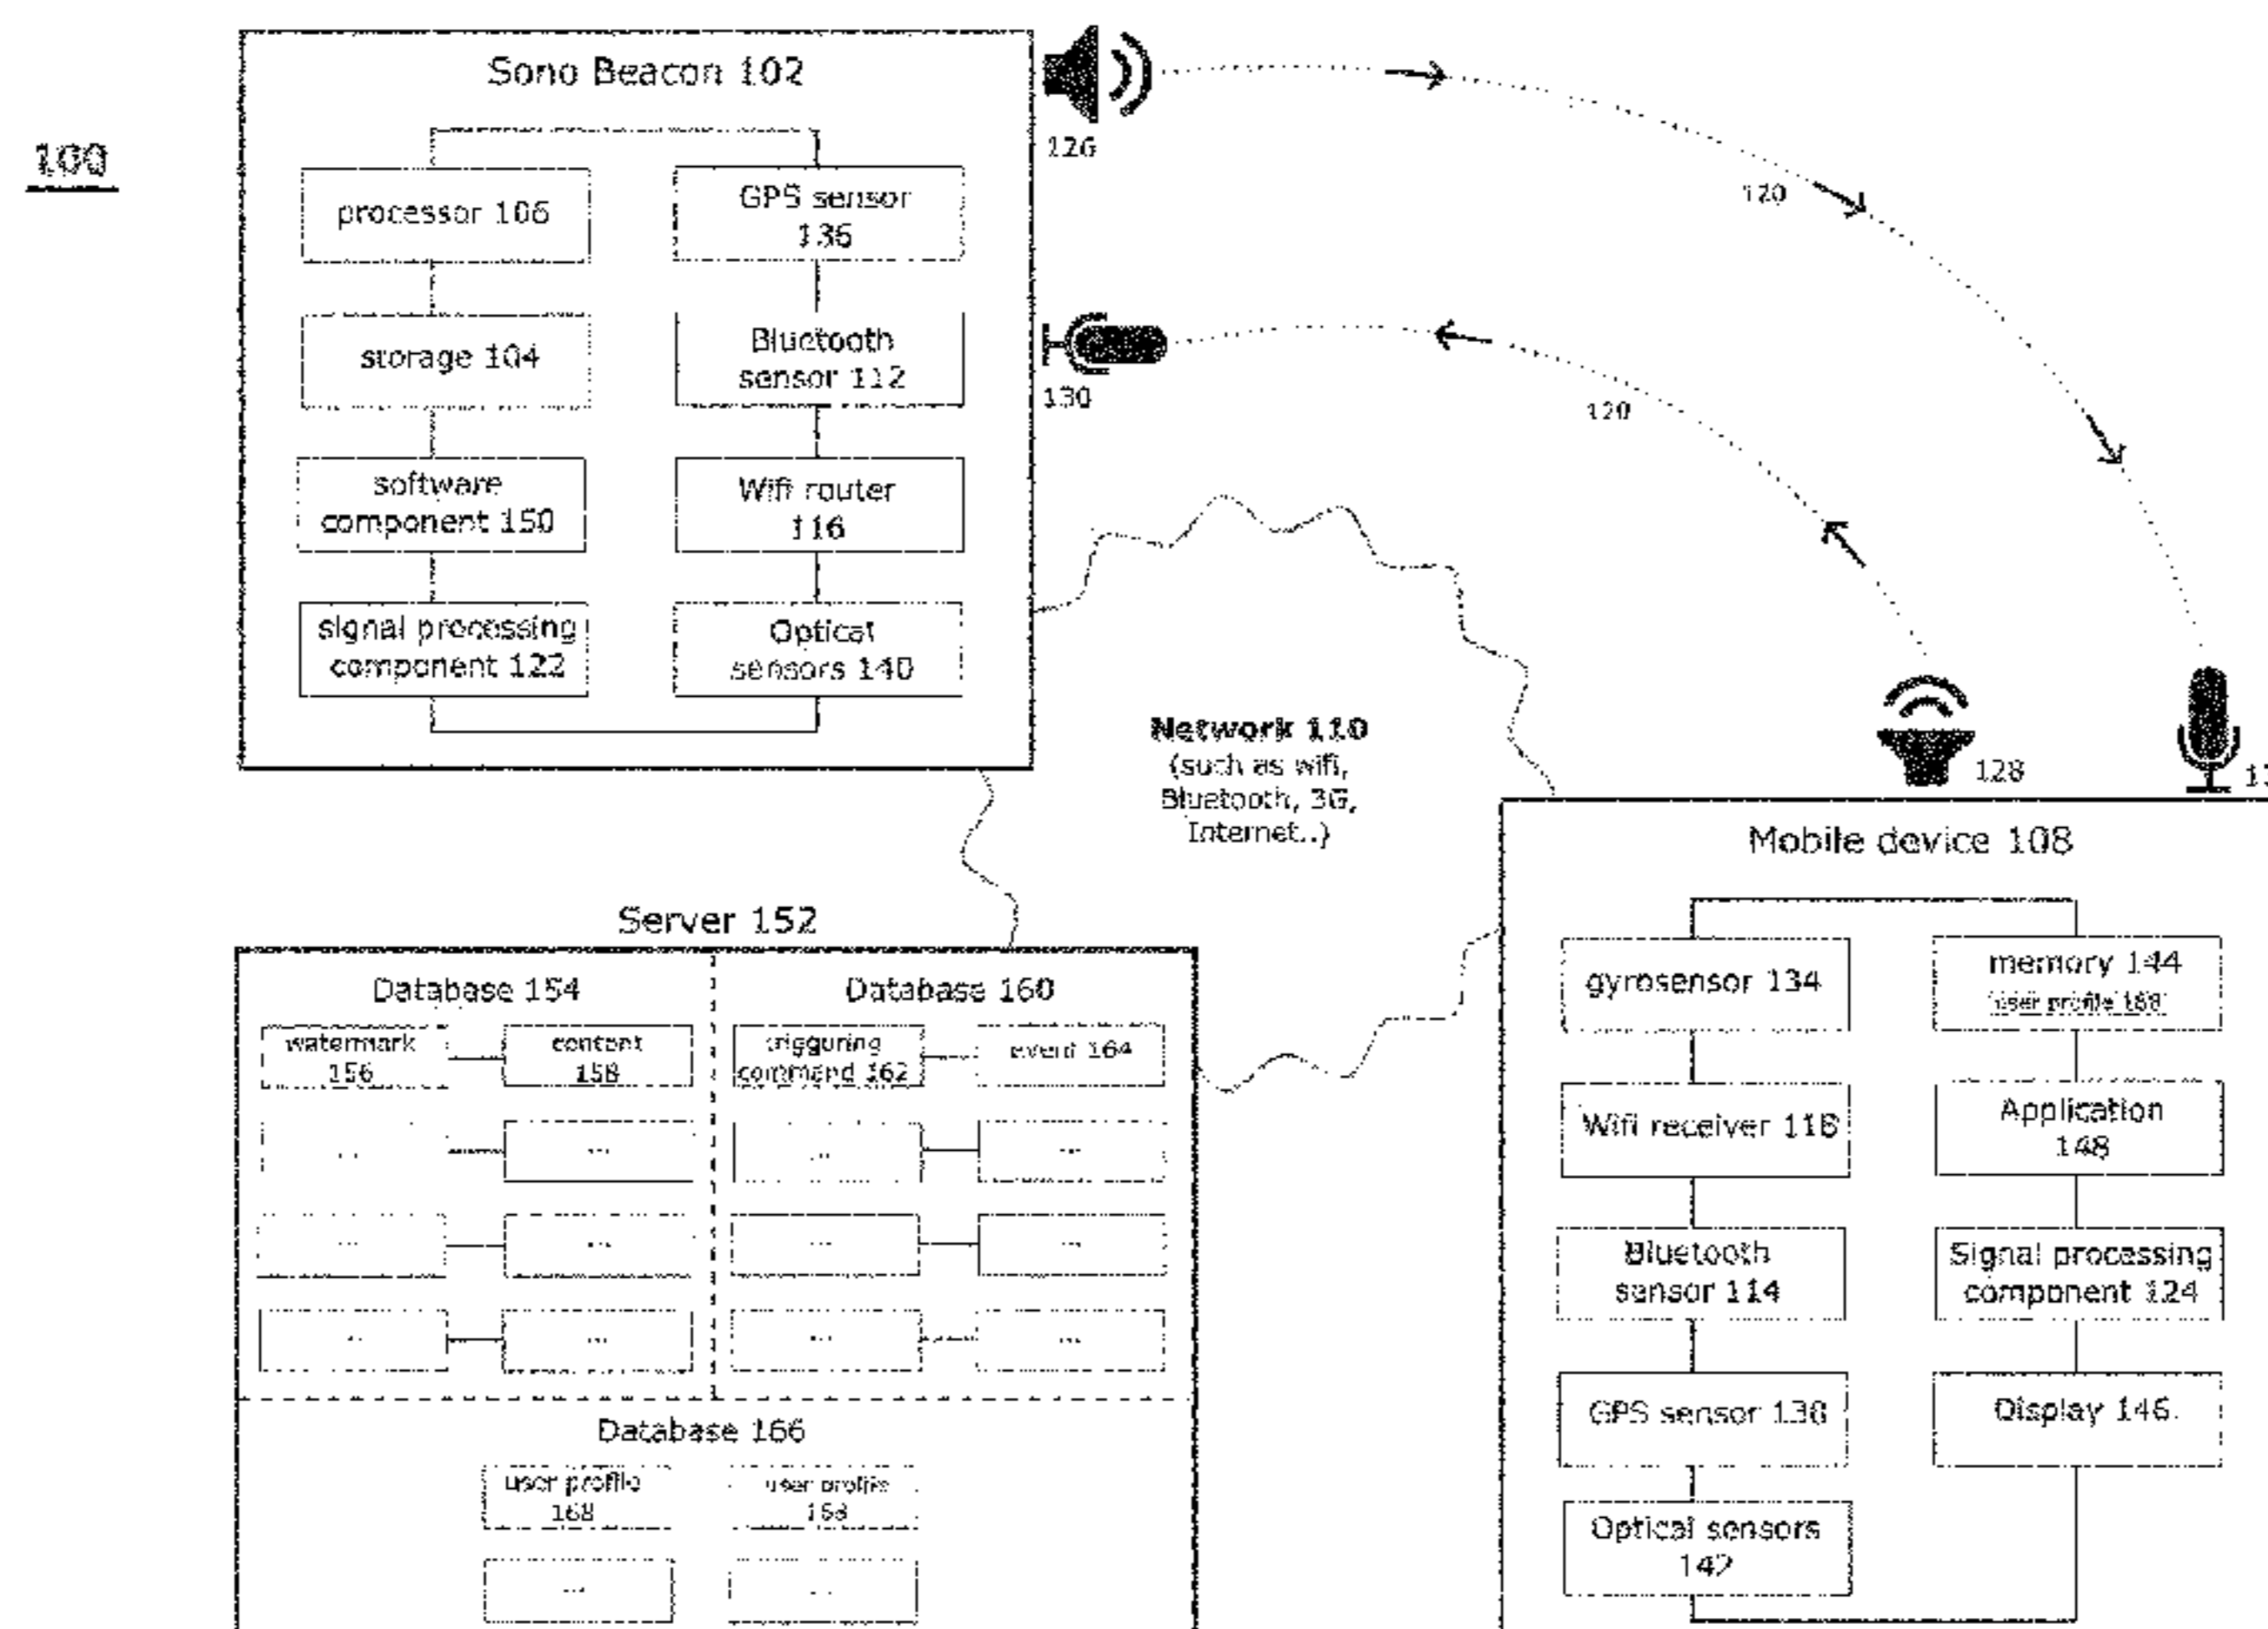 100
Sono Beacon 102
processor 106
GPS sensor
136
storage 104
Bluetooth
sensor 112
software
component 150
Wifi router
116
signal processing
component 122
Optical
sensors 140
126
120
130
120
128
Network 110
(such as wifi,
Bluetooth, 3G,
Internet..)
Server 152
Database 154
watermark
156
content
158
...
...
...
...
...
...
Database 160
trigguring
command 162
event 164
...
...
...
...
...
...
Database 166
user profile
168
user profile
168
...
...
Mobile device 108
gyrosensor 134
memory 144
user profile 168
Wifi receiver 118
Application
148
Bluetooth
sensor 114
Signal processing
component 124
GPS sensor 138
Display 146
Optical sensors
142